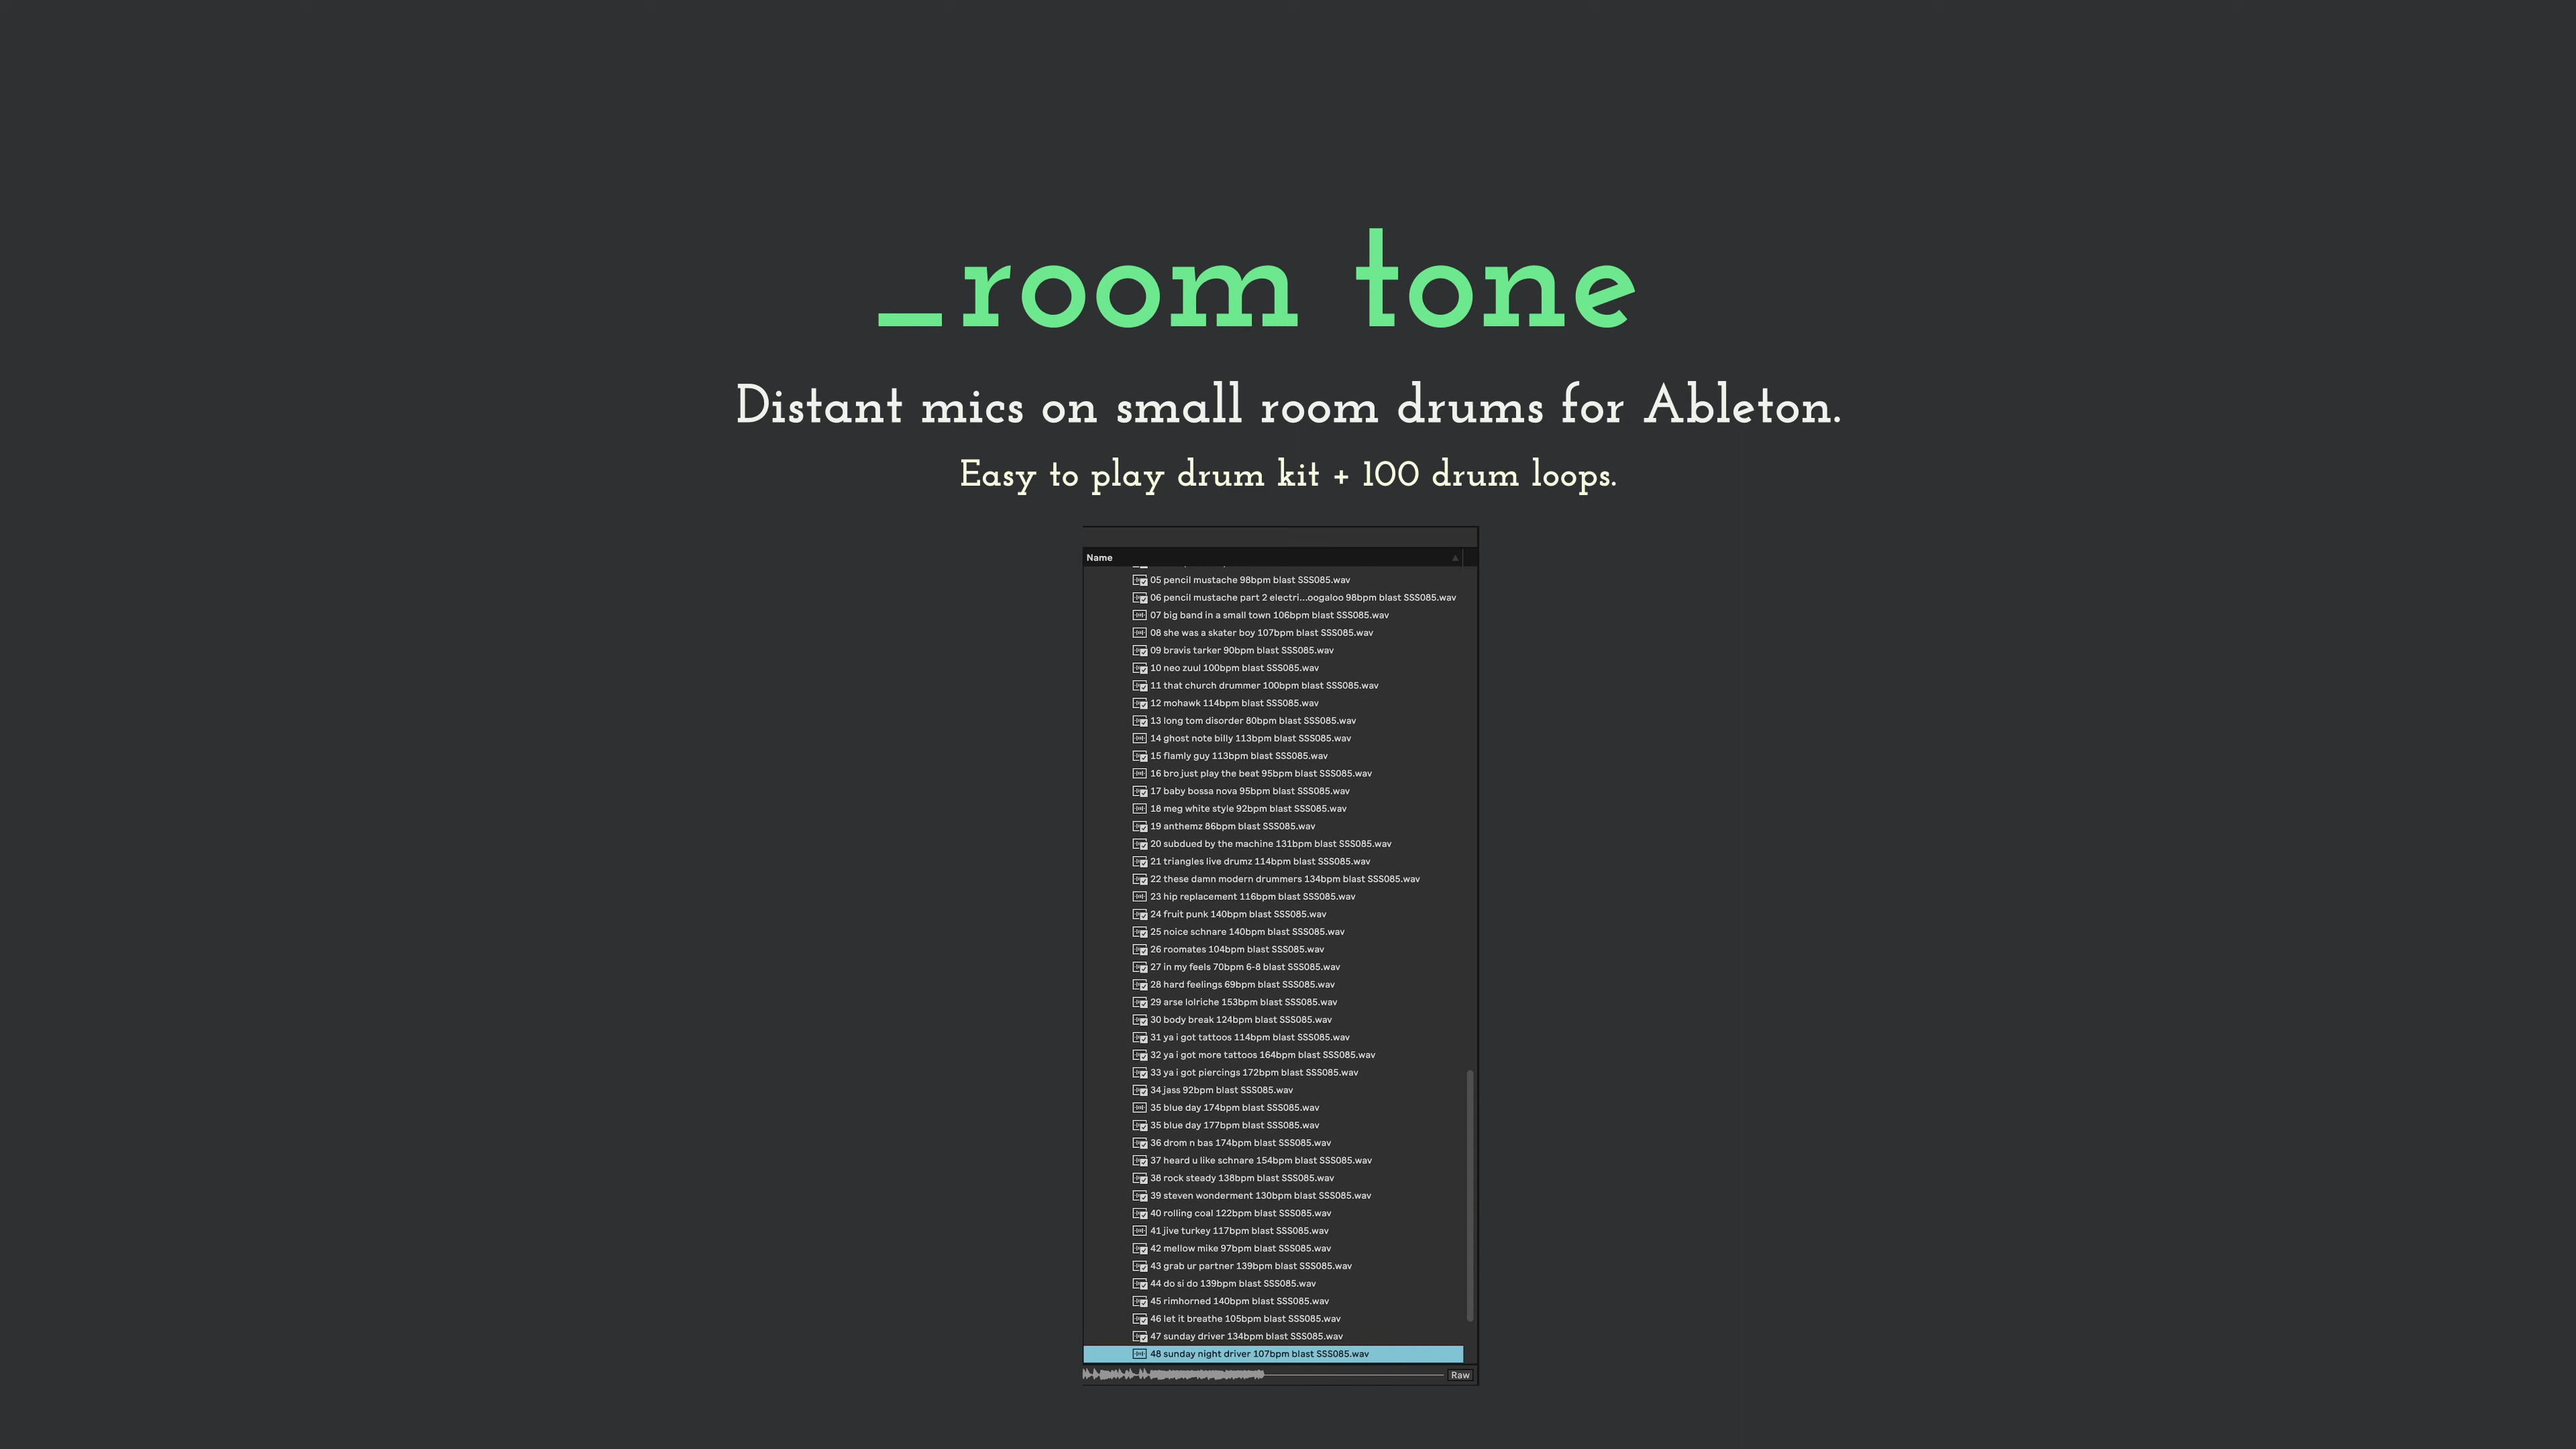 _room tone
Distant mics on small room drums for Ableton.
Easy to play drum kit + 100 drum loops.
Name
05 pencil mustache 98bpm blast SSS085.wav
06 pencil mustache part 2 electri...oogaloo 98bpm blast SSS085.wav
07 big band in a small town 106bpm blast SSS085.wav
08 she was a skater boy 107bpm blast SSS085.wav
09 bravis tarker 90bpm blast SSS085.wav
10 neo zuul 100bpm blast SSS085.wav
11 that church drummer 100bpm blast SSS085.wav
12 mohawk 114bpm blast SSS085.wav
13 long tom disorder 80bpm blast SSS085.wav
14 ghost note billy 113bpm blast SSS085.wav
15 flamly guy 113bpm blast SSS085.wav
16 bro just play the beat 95bpm blast SSS085.wav
17 baby bossa nova 95bpm blast SSS085.wav
18 meg white style 92bpm blast SSS085.wav
19 anthemz 86bpm blast SSS085.wav
20 subdued by the machine 131bpm blast SSS085.wav
21 triangles live drumz 114bpm blast SSS085.wav
22 these damn modern drummers 134bpm blast SSS085.wav
23 hip replacement 116bpm blast SSS085.wav
24 fruit punk 140bpm blast SSS085.wav
25 noice schnare 140bpm blast SSS085.wav
26 roomates 104bpm blast SSS085.wav
27 in my feels 70bpm 6-8 blast SSS085.wav
28 hard feelings 69bpm blast SSS085.wav
29 arse lolriche 153bpm blast SSS085.wav
30 body break 124bpm blast SSS085.wav
31 ya i got tattoos 114bpm blast SSS085.wav
32 ya i got more tattoos 164bpm blast SSS085.wav
33 ya i got piercings 172bpm blast SSS085.wav
34 jass 92bpm blast SSS085.wav
35 blue day 174bpm blast SSS085.wav
35 blue day 177bpm blast SSS085.wav
36 drom n bas 174bpm blast SSS085.wav
37 heard u like schnare 154bpm blast SSS085.wav
38 rock steady 138bpm blast SSS085.wav
39 steven wonderment 130bpm blast SSS085.wav
40 rolling coal 122bpm blast SSS085.wav
41 jive turkey 117bpm blast SSS085.wav
42 mellow mike 97bpm blast SSS085.wav
43 grab ur partner 139bpm blast SSS085.wav
44 do si do 139bpm blast SSS085.wav
45 rimhorned 140bpm blast SSS085.wav
46 let it breathe 105bpm blast SSS085.wav
47 sunday driver 134bpm blast SSS085.wav
48 sunday night driver 107bpm blast SSS085.wav
Raw